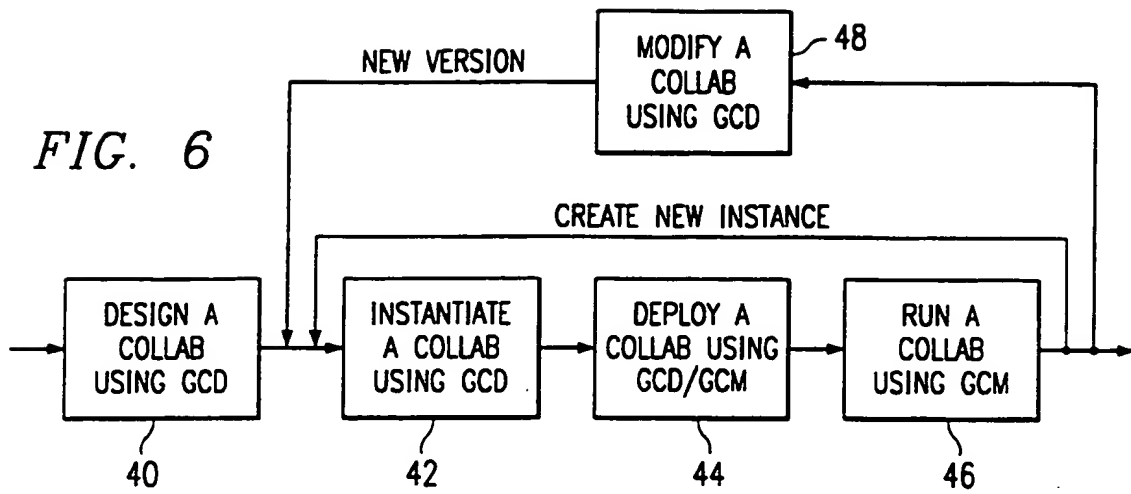 MODIFY A
COLLAB
USING GCD
48
NEW VERSION
FIG. 6
CREATE NEW INSTANCE
DESIGN A
COLLAB
USING GCD
INSTANTIATE
A COLLAB
USING GCD
DEPLOY A
COLLAB USING
GCD/GCM
RUN A
COLLAB
USING GCM
40
42
44
46